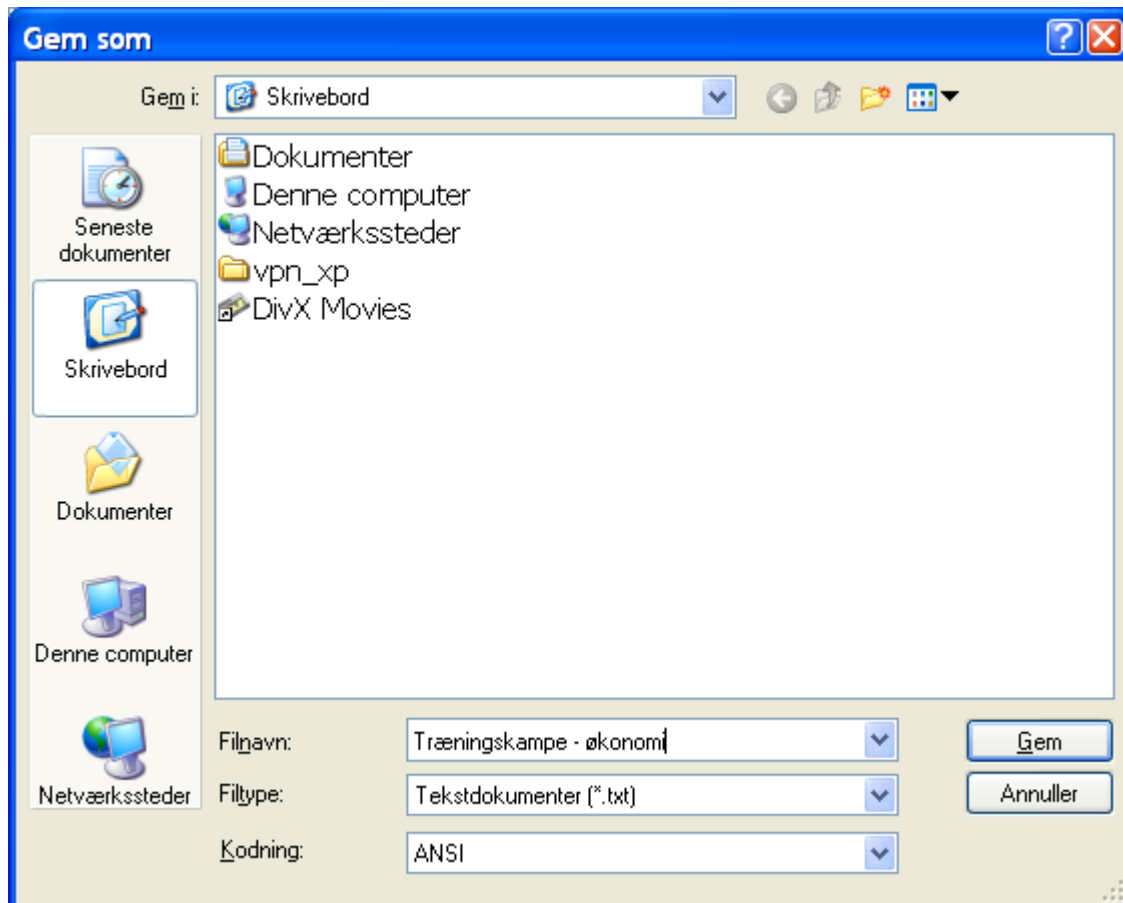 Gem som
Gem i:
Skrivebord
Seneste
dokumenter
Skrivebord
Dokumenter
Denne computer
Netværkssteder
Dokumenter
Denne computer
Netværkssteder
vpn_xp
DivX Movies
Filnavn:
Træningskampe - økonomi
Gem
Filtype:
Tekstdokumenter (*.txt)
Annuller
Kodning:
ANSI